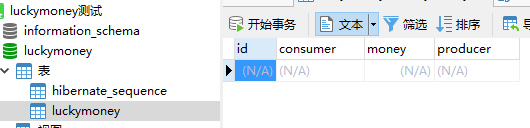 luckymoney测试
information_schema
luckymoney
表
hibernate_sequence
luckymoney
开始事务 文本 筛选 排序
id consumer money producer
(N/A) (N/A) (N/A) (N/A)